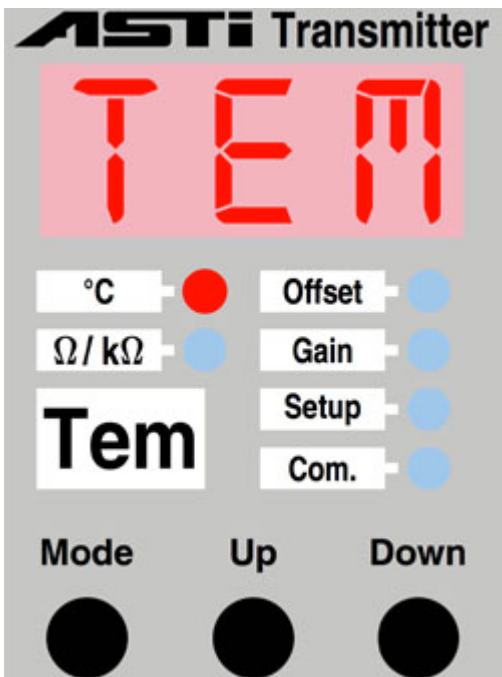 ASTi Transmitter
TEM
°C Offset
Ω/kΩ Gain
Tem Setup
Com.
Mode Up Down